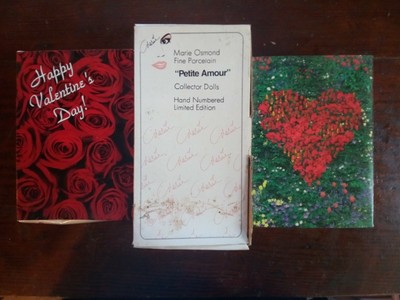 Happy
Valentine's
Day!
Marie Osmond
Fine Porcelain
"Petite Amour"
Collector Dolls
Hand Numbered
Limited Edition